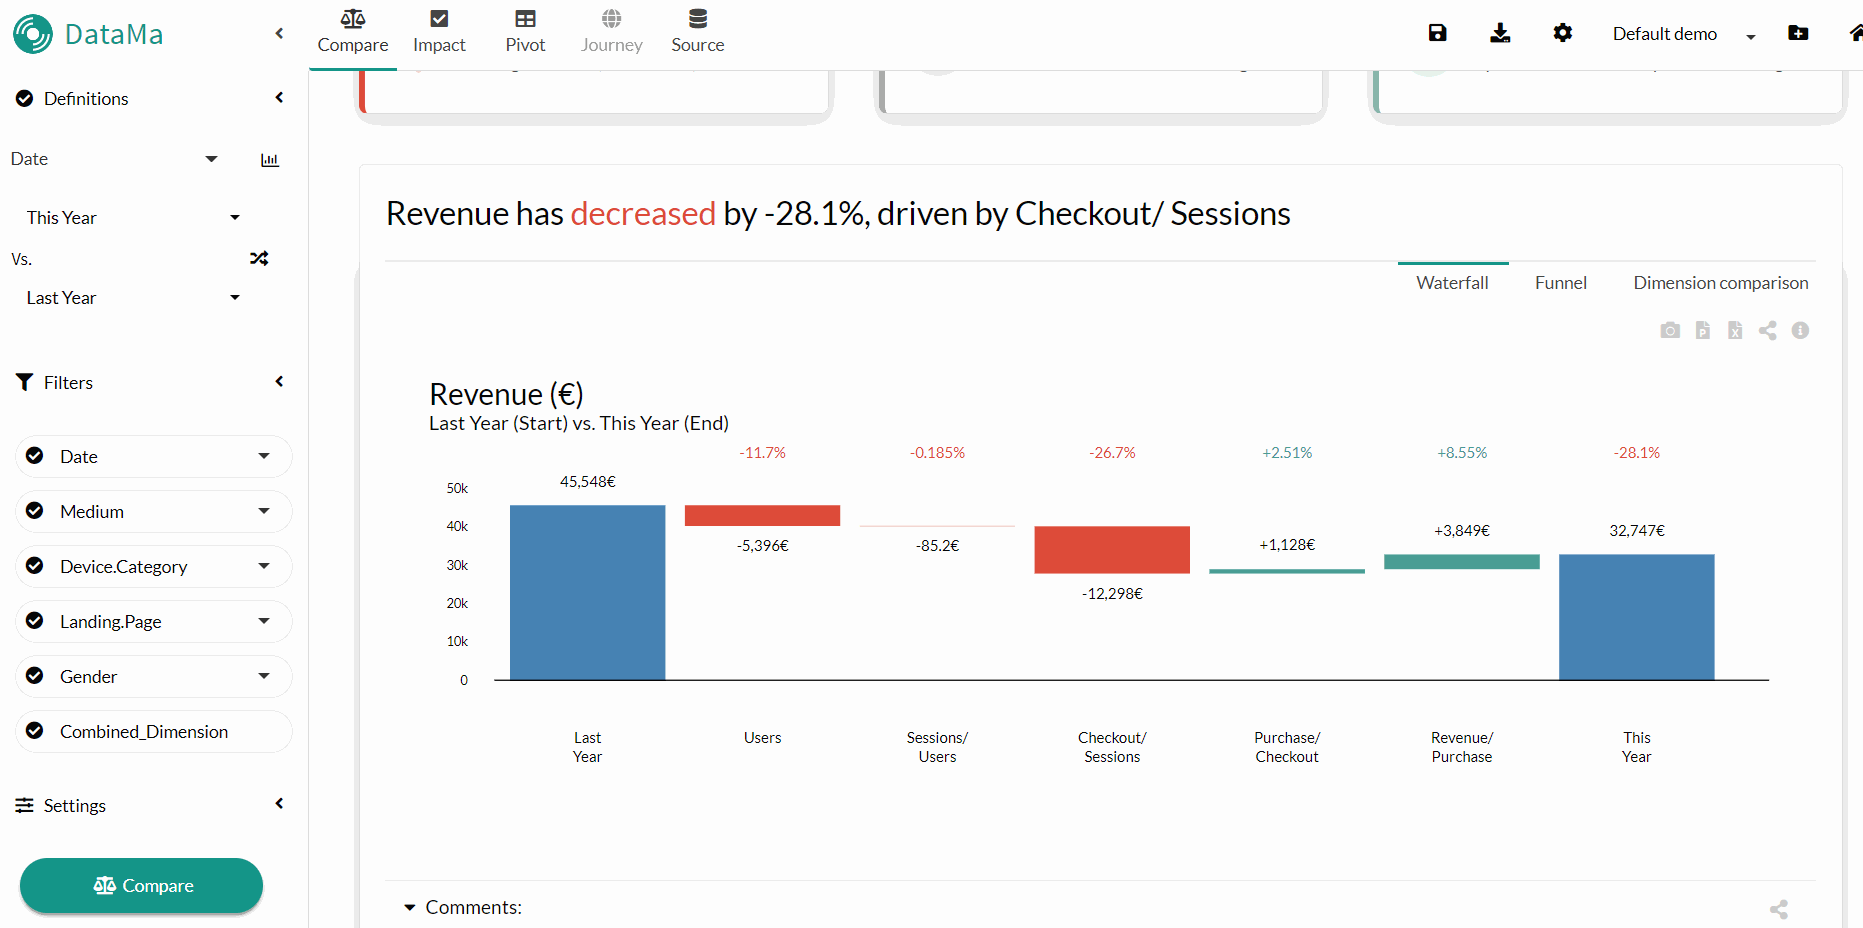 DataMa
Compare
Impact
Pivot
Journey
Source
Default demo
Definitions
Date
This Year
Vs.
Last Year
Filters
Date
Medium
Device.Category
Landing.Page
Gender
Combined_Dimension
Settings
Compare
Revenue has decreased by -28.1%, driven by Checkout/ Sessions
Waterfall
Funnel
Dimension comparison
Revenue (€)
Last Year (Start) vs. This Year (End)
-11.7%
-0.185%
-26.7%
+2.51%
+8.55%
-28.1%
50k
40k
30k
20k
10k
0
45,548€
-5,396€
-85.2€
-12,298€
+1,128€
+3,849€
32,747€
Last
Year
Users
Sessions/
Users
Checkout/
Sessions
Purchase/
Checkout
Revenue/
Purchase
This
Year
Comments: